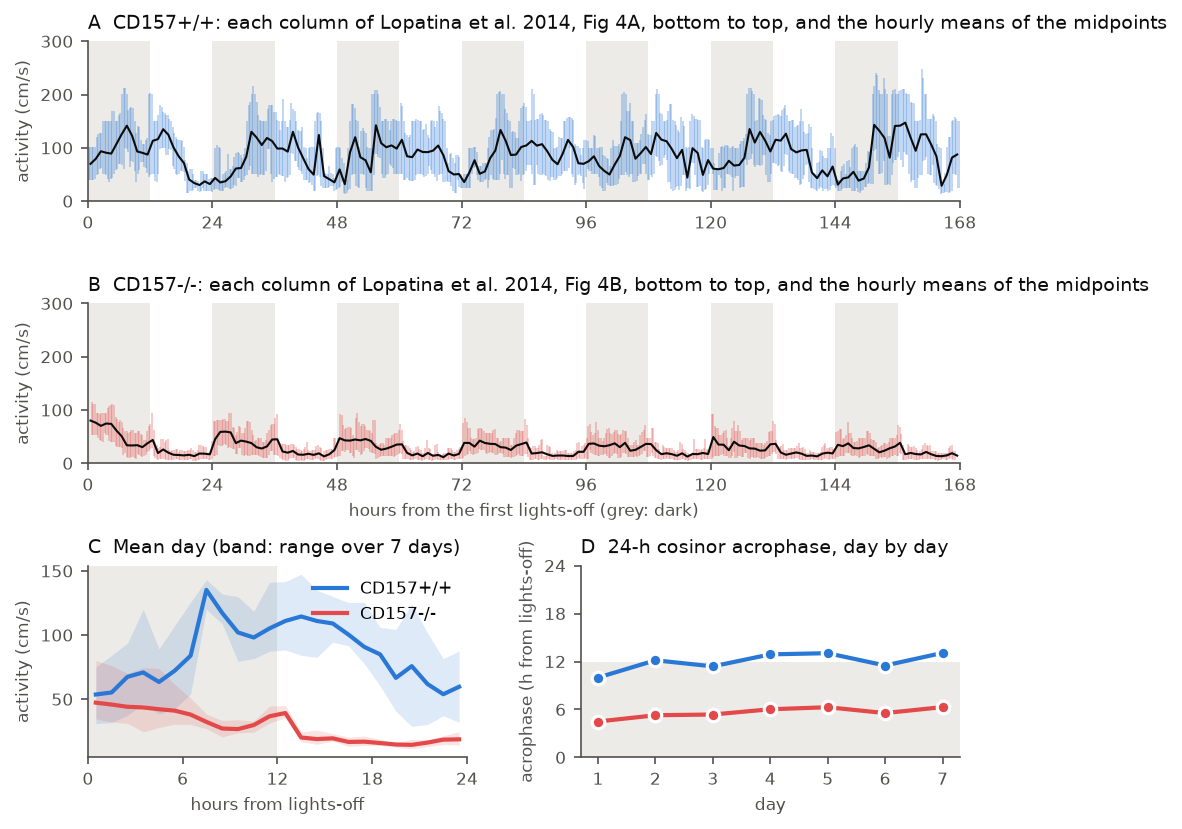 A  CD157+/+: each column of Lopatina et al. 2014, Fig 4A, bottom to top, and the hourly means of the midpoints
300
200
100
0
activity (cm/s)
0 24 48 72 96 120 144 168
B  CD157-/-: each column of Lopatina et al. 2014, Fig 4B, bottom to top, and the hourly means of the midpoints
300
200
100
0
activity (cm/s)
0 24 48 72 96 120 144 168
hours from the first lights-off (grey: dark)
C  Mean day (band: range over 7 days)
150
100
50
activity (cm/s)
CD157+/+
CD157-/-
0 6 12 18 24
hours from lights-off
D  24-h cosinor acrophase, day by day
24
18
12
6
0
acrophase (h from lights-off)
1 2 3 4 5 6 7
day